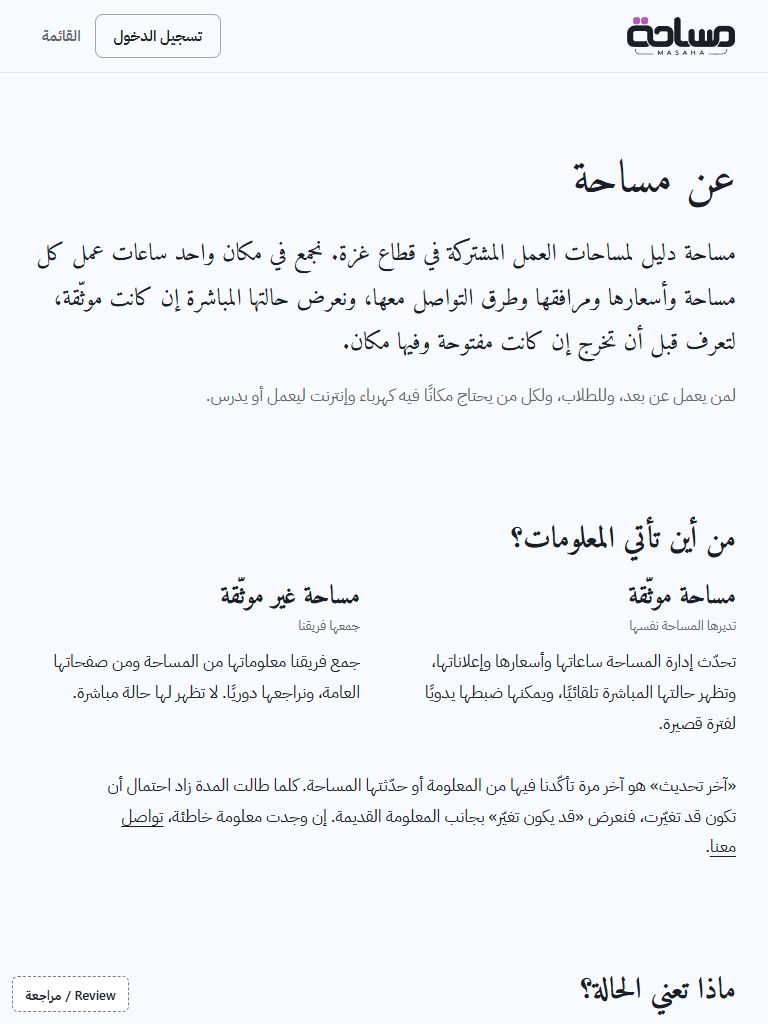 مساحة
MASAHA
تسجيل الدخول
القائمة
عن مساحة
مساحة دليل لمساحات العمل المشتركة في قطاع غزة. نجمع في مكان واحد ساعات عمل كل
مساحة وأسعارها ومرافقها وطرق التواصل معها، ونعرض حالتها المباشرة إن كانت موثّقة،
لتعرف قبل أن تخرج إن كانت مفتوحة وفيها مكان.
لمن يعمل عن بعد، وللطلاب، ولكل من يحتاج مكانًا فيه كهرباء وإنترنت ليعمل أو يدرس.
من أين تأتي المعلومات؟
مساحة موثّقة
تديرها المساحة نفسها
تحدّث إدارة المساحة ساعاتها وأسعارها وإعلاناتها،
وتظهر حالتها المباشرة تلقائيًا، ويمكنها ضبطها يدويًا
لفترة قصيرة.
مساحة غير موثّقة
جمعها فريقنا
جمع فريقنا معلوماتها من المساحة ومن صفحاتها
العامة، ونراجعها دوريًا. لا تظهر لها حالة مباشرة.
«آخر تحديث» هو آخر مرة تأكّدنا فيها من المعلومة أو حدّثتها المساحة. كلما طالت المدة زاد احتمال أن
تكون قد تغيّرت، فنعرض «قد يكون تغيّر» بجانب المعلومة القديمة. إن وجدت معلومة خاطئة، تواصل
معنا.
ماذا تعني الحالة؟
Review / مراجعة